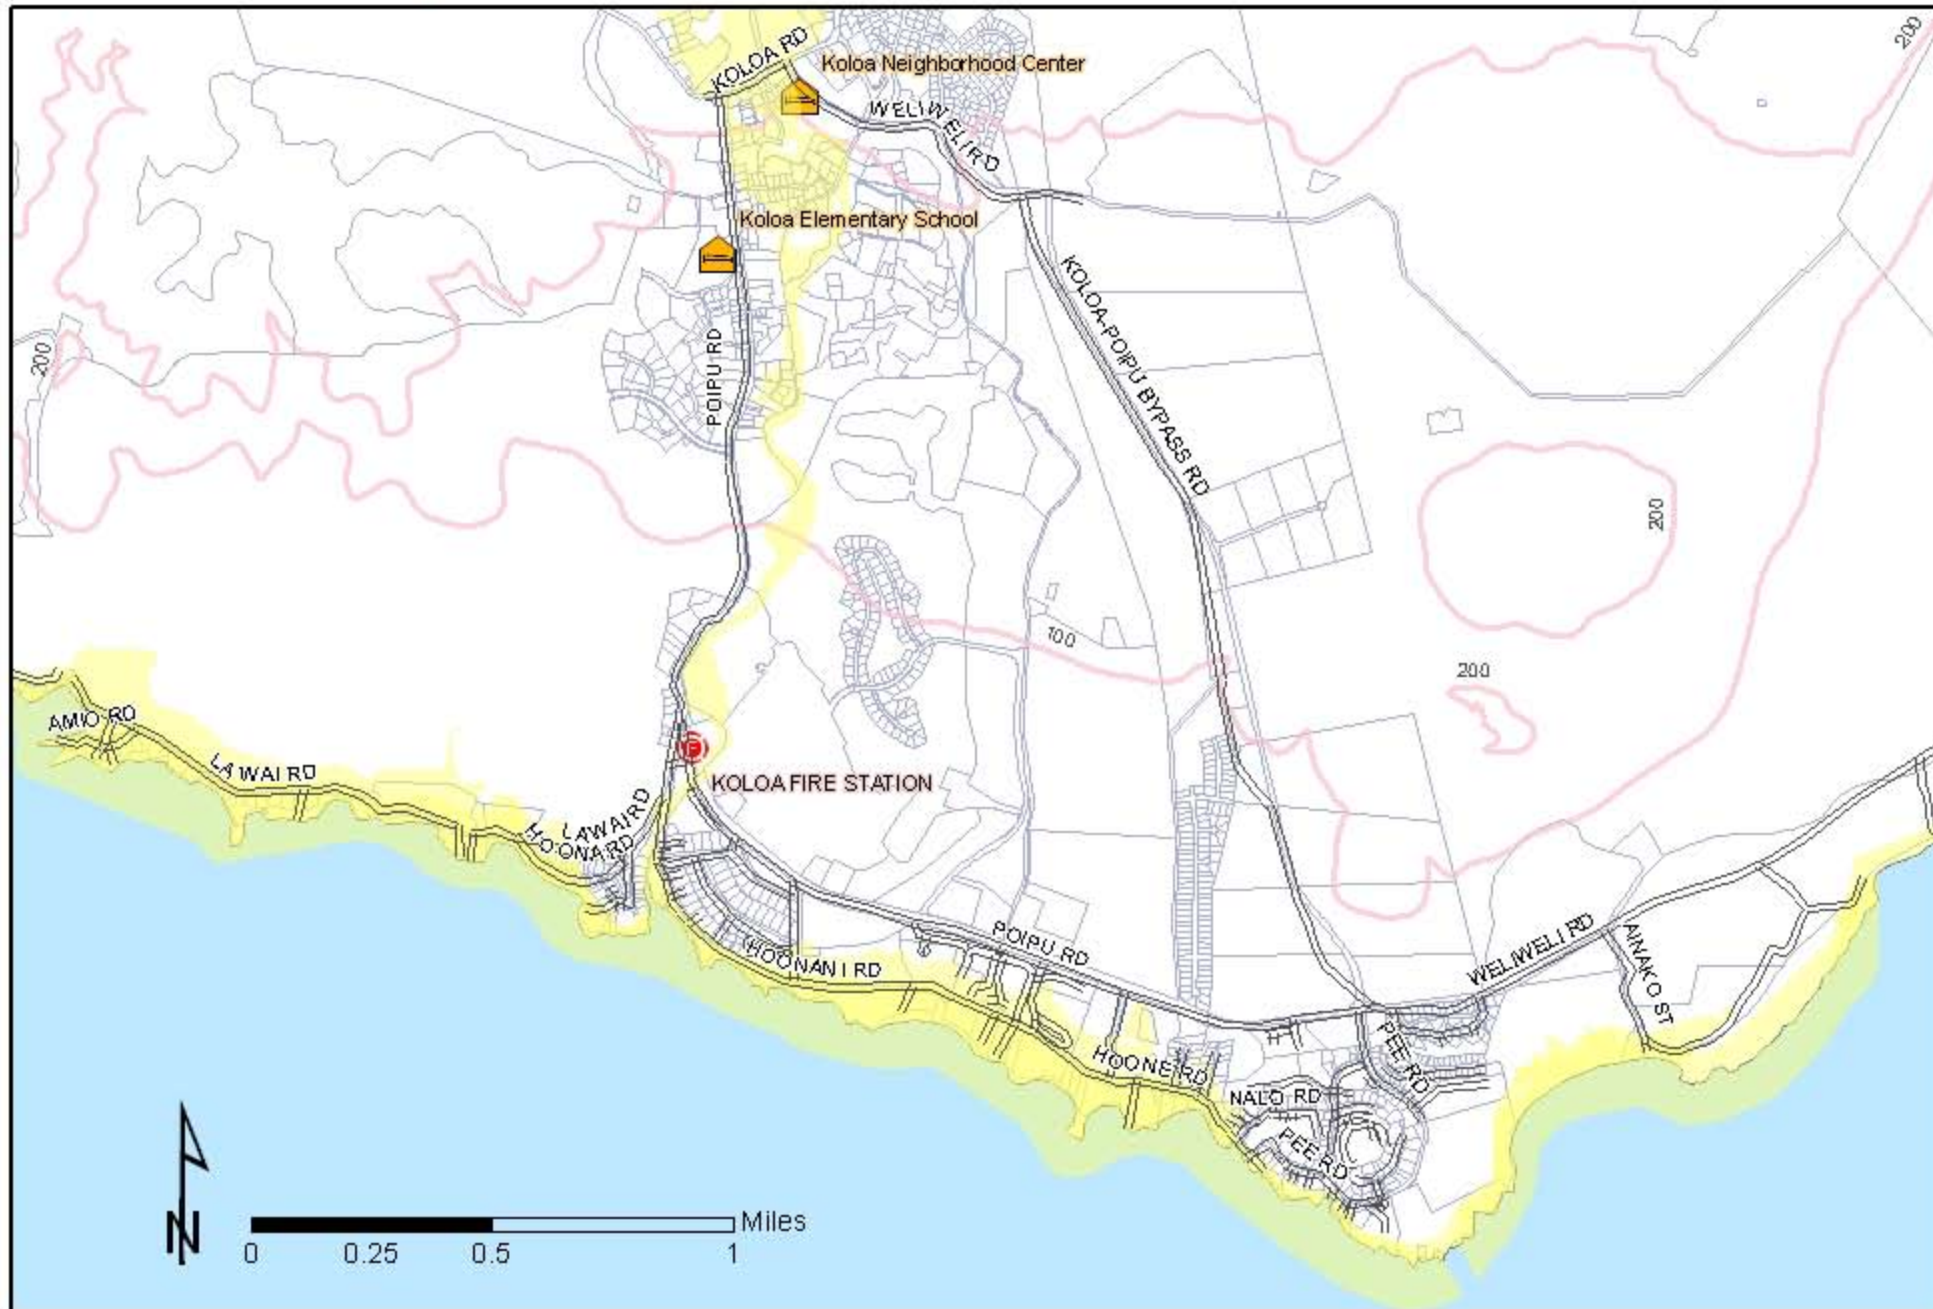 200
KOLOA RD
Koloa Neighborhood Center
WELIWELI RD
Koloa Elementary School
KOLOA-POIPU BYPASS RD
200
POIPU RD
200
100
200
AMIO RD
LAWAI RD
KOLOA FIRE STATION
LAWAI RD
HOONA RD
POIPU RD
WELIWELI RD
AINAKO ST
HOONANI RD
PEE RD
HOONE RD
NALO RD
PEE RD
N
Miles
0 0.25 0.5 1
F